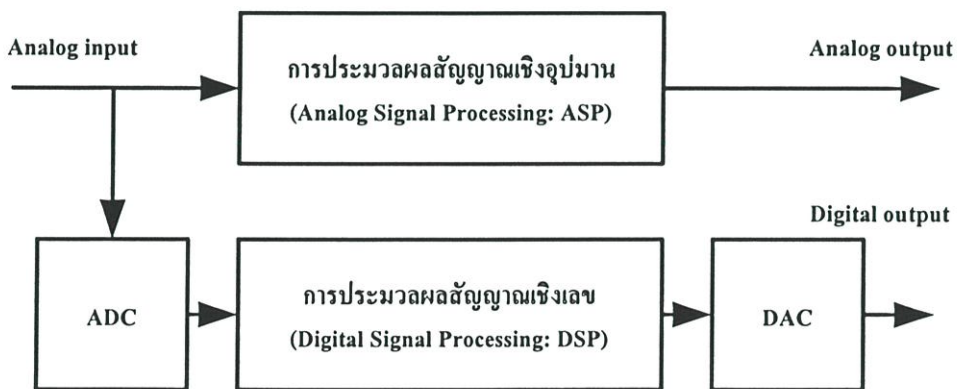 Analog input
การประมวลผลสัญญาณเชิงอุปมาน
(Analog Signal Processing: ASP)
Analog output
Digital output
ADC
การประมวลผลสัญญาณเชิงเลข
(Digital Signal Processing: DSP)
DAC